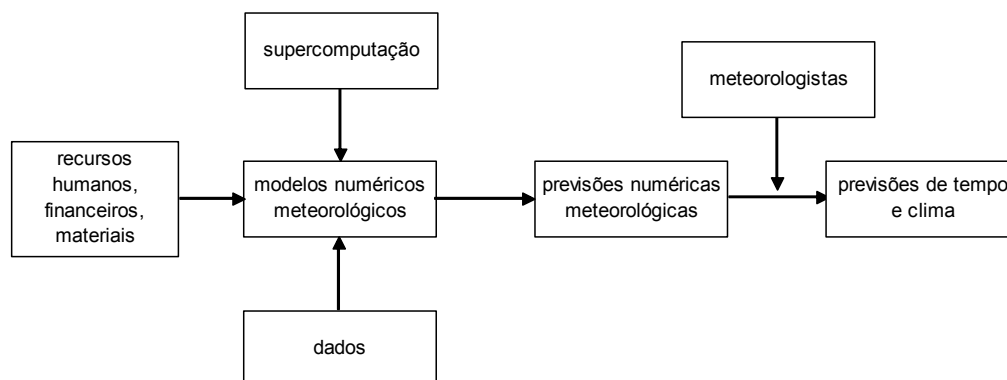 supercomputação
meteorologistas
recursos
humanos,
financeiros,
materiais
modelos numéricos
meteorológicos
previsões numéricas
meteorológicas
previsões de tempo
e clima
dados